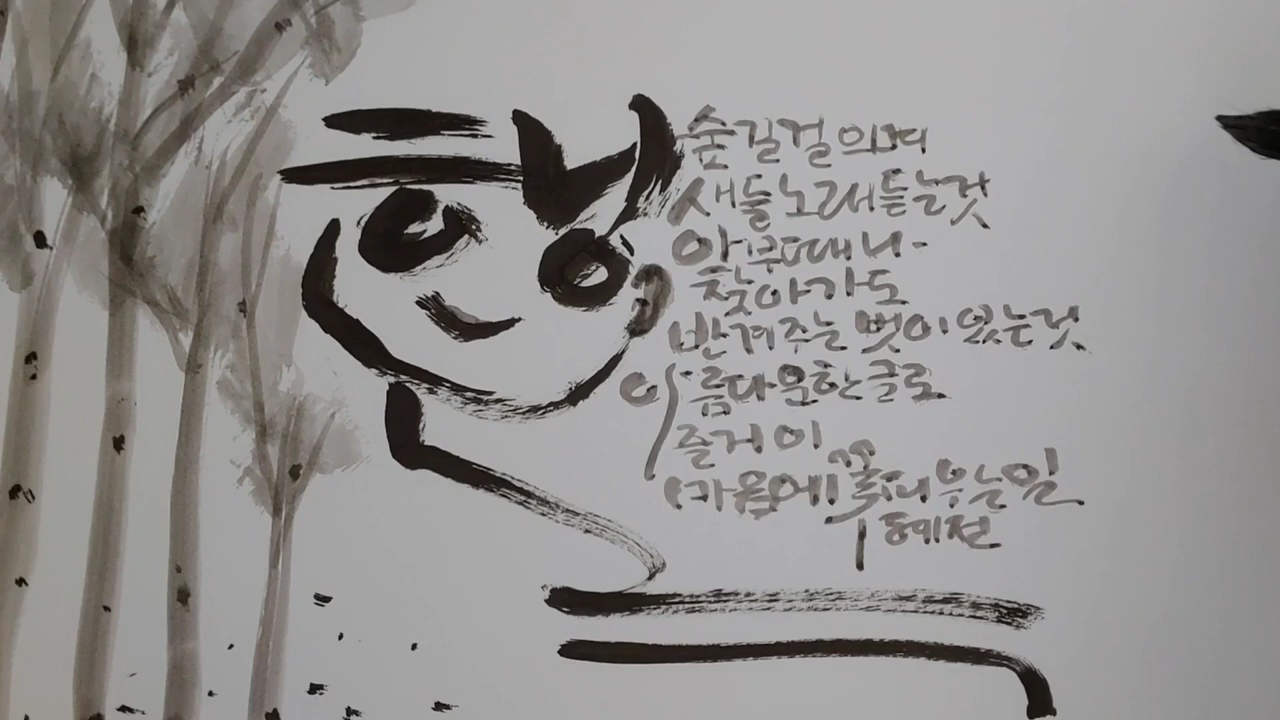 행복
숲길 걸으며
새들 노래 듣는 것
아무 때나
찾아가도
반겨주는 벗이 있는 것
아름다운 한글로
즐거이
마음에 꽃 피우는 일
혜전